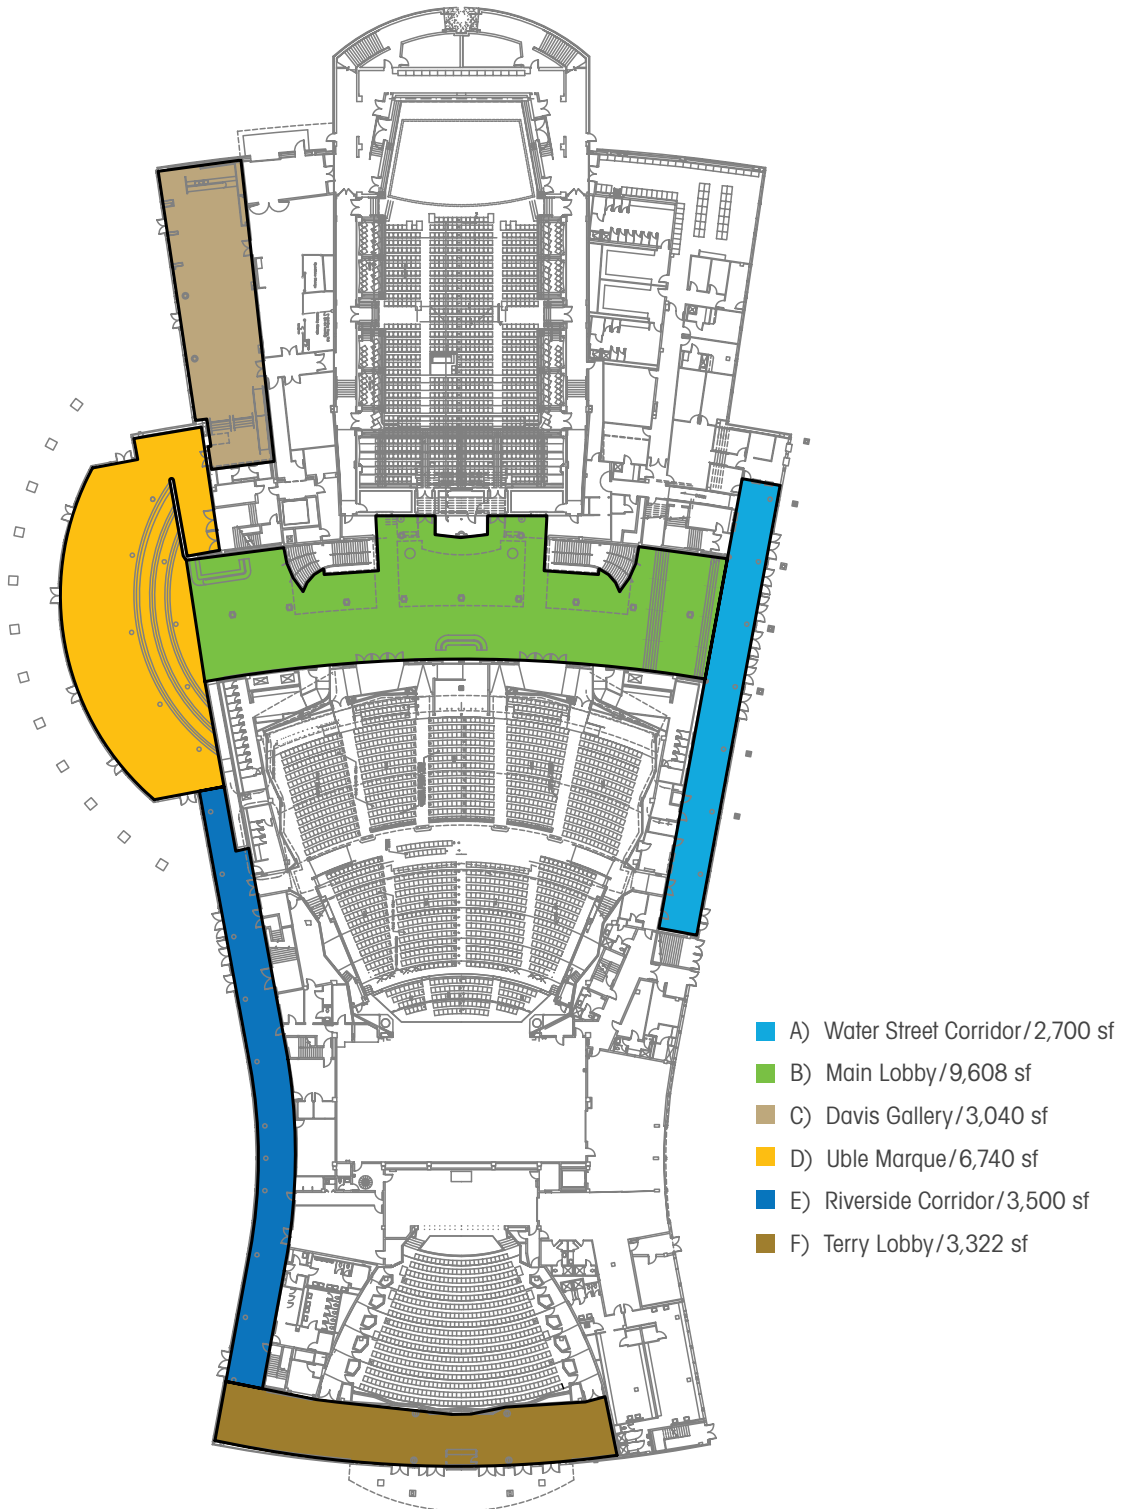 A) Water Street Corridor/2,700 sf
B) Main Lobby/9,608 sf
C) Davis Gallery/3,040 sf
D) Uble Marque/6,740 sf
E) Riverside Corridor/3,500 sf
F) Terry Lobby/3,322 sf